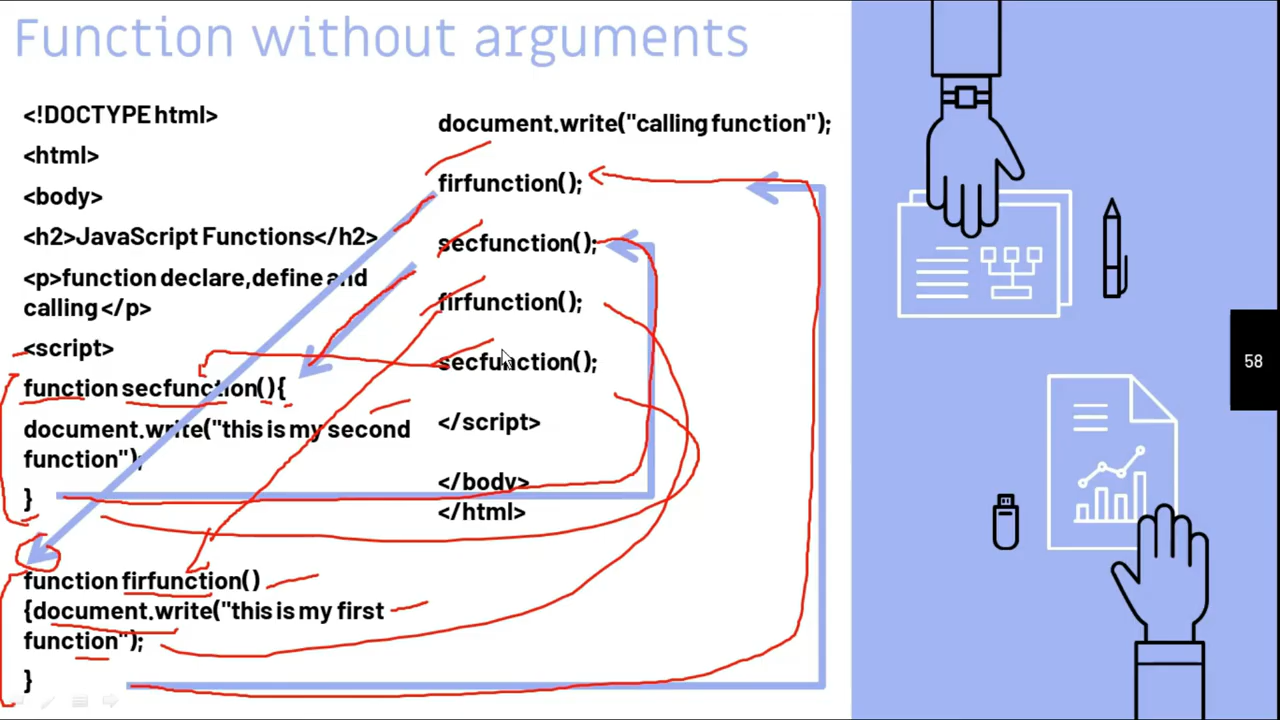 Function without arguments
<!DOCTYPE html>
<html>
<body>
<h2>JavaScript Functions</h2>
<p>function declare,define and
calling </p>
<script>
function secfunction(){
document.write("this is my second
function");
}
function firfunction()
{document.write("this is my first
function");
}
document.write("calling function");
firfunction();
secfunction();
firfunction();
secfunction();
</script>
</body>
</html>
58